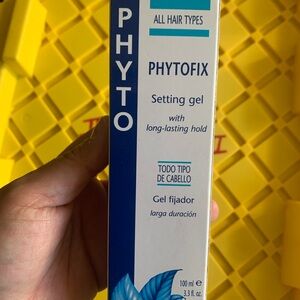 PHYTO
ALL HAIR TYPES
PHYTOFIX
Setting gel
with
long-lasting hold
TODO TIPO
DE CABELLO
Gel fijador
larga duración
100 ml e
3.3 fl. oz.